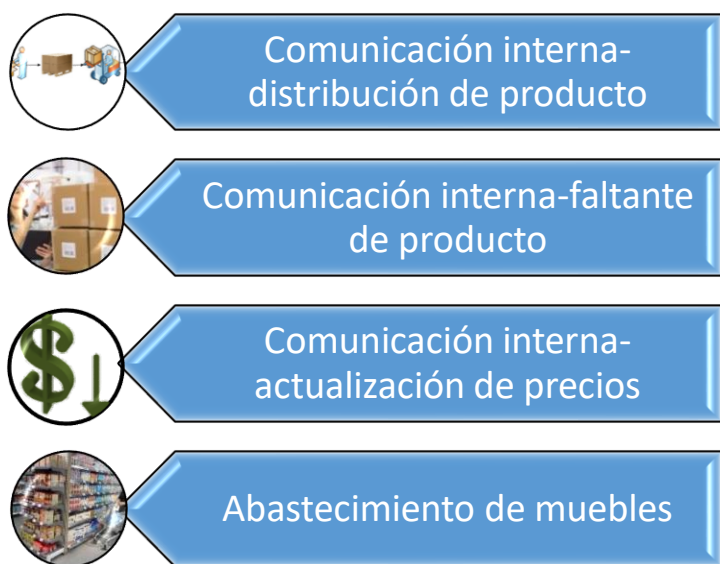 Comunicación interna-
distribución de producto
Comunicación interna-faltante
de producto
Comunicación interna-
actualización de precios
Abastecimiento de muebles